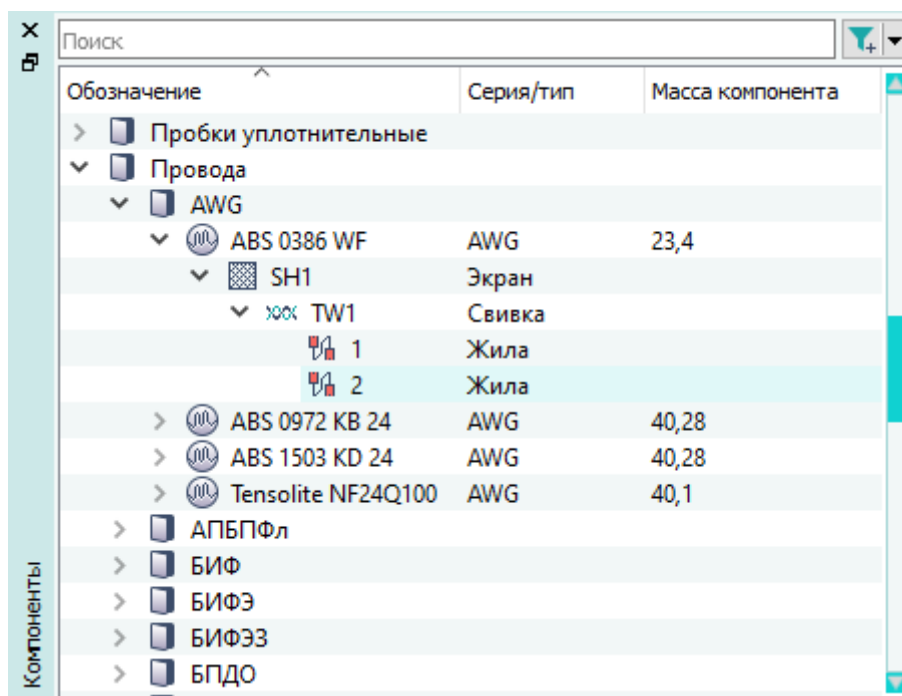 Поиск
Обозначение Серия/тип Масса компонента
Пробки уплотнительные
Провода
AWG
ABS 0386 WF AWG 23,4
SH1 Экран
TW1 Свивка
1 Жила
2 Жила
ABS 0972 KB 24 AWG 40,28
ABS 1503 KD 24 AWG 40,28
Tensolite NF24Q100 AWG 40,1
АПБПФл
БИФ
БИФЭ
БИФЭЗ
БПДО
Компоненты